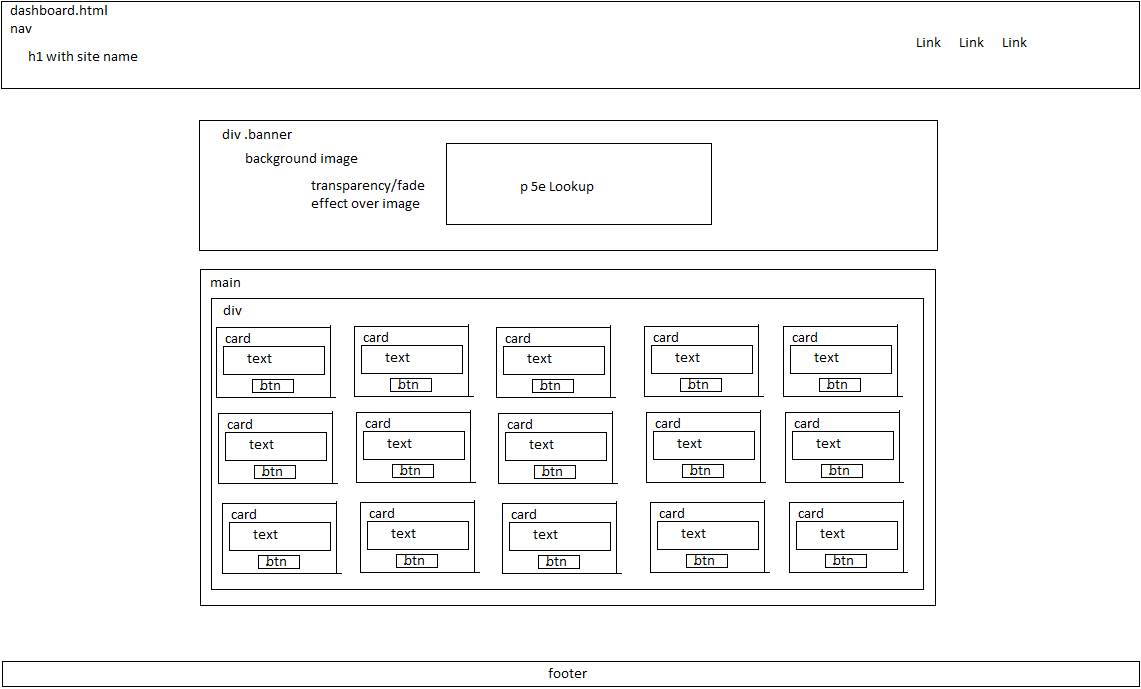 dashboard.html
nav
h1 with site name
Link Link Link
div .banner
background image
transparency/fade
effect over image
p 5e Lookup
main
div
card card card card card
text text text text text
btn btn btn btn btn
card card card card card
text text text text text
btn btn btn btn btn
card card card card card
text text text text text
btn btn btn btn btn
footer